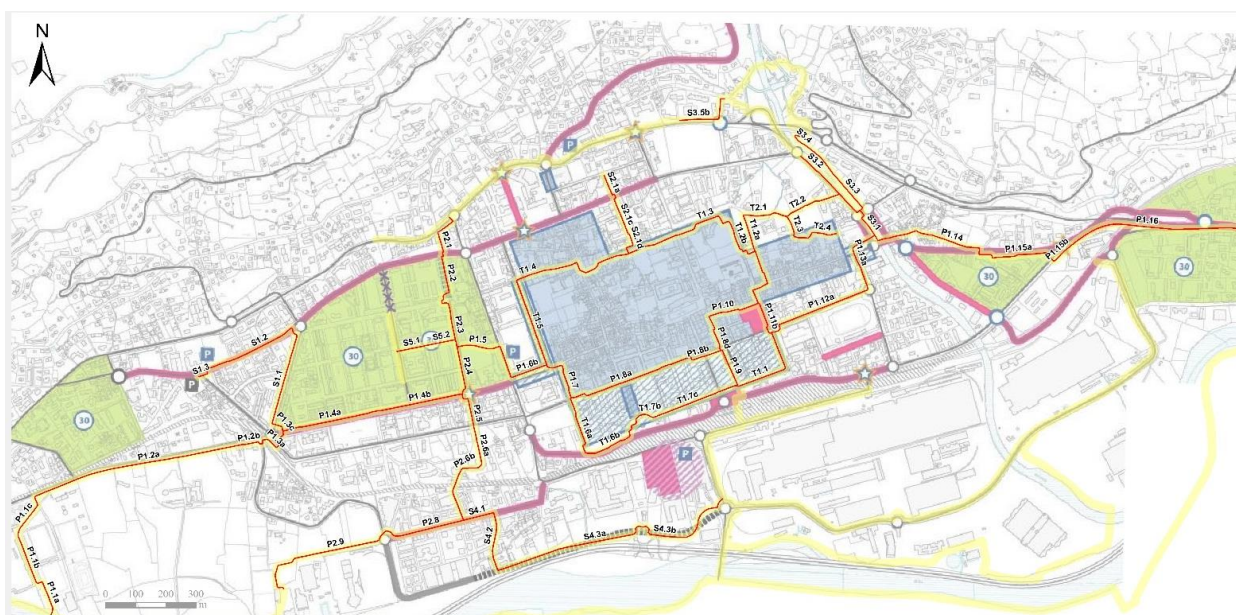 N
S3.5b
P
S3.4
S3.2
S2.1a
S3.3
T2.2
T2.1
S2.1c
T1.3
P2.1
S3.1
P1.16
S2.1d
T1.2b
T1.2a
T2.3
T2.4
P1.14
P1.15a
P1.15b
P1.13a
P2.2
T1.4
30
30
P1.12a
P1.10
T1.5
P1.11b
P2.3
S1.2
S5.1
S5.2
P1.5
P
P
30
P1.8b
P1.8d
S1.3
P
P1.6b
P1.9
T1.1
30
S1.1
P2.4
P1.7
P1.8a
P1.4b
P1.4a
T1.7c
T1.7b
P2.5
P1.3c
P1.3a
T1.6a
T1.6b
P1.2b
P1.2a
P2.6a
P
P2.6b
P1.1c
S4.1
P2.8
S4.2
S4.3a
S4.3b
P2.9
P1.1b
P1.1a
0 100 200 300
m